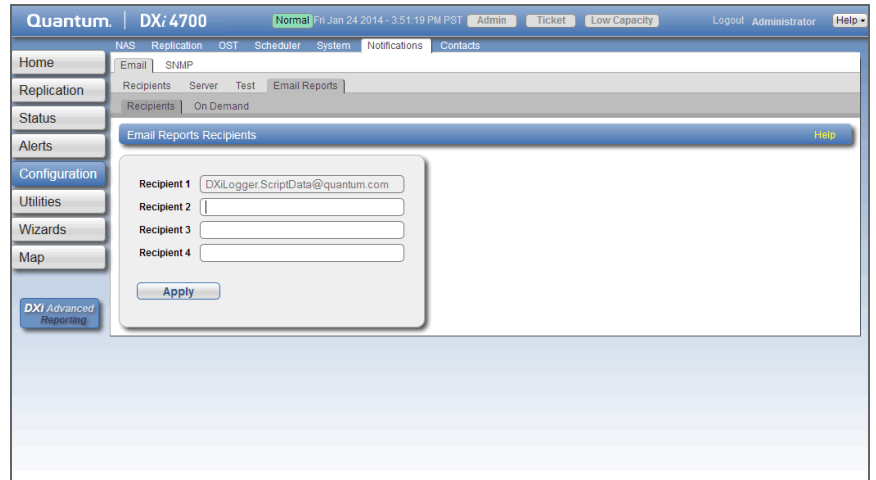 Quantum. DXi 4700 Normal Fri Jan 24 2014 - 3:51:19 PM PST Admin Ticket Low Capacity Logout Administrator Help
NAS Replication OST Scheduler System Notifications Contacts
Home
Replication
Status
Alerts
Configuration
Utilities
Wizards
Map
DXi Advanced
Reporting
Email SNMP
Recipients Server Test Email Reports
Recipients On Demand
Email Reports Recipients Help
Recipient 1 DXiLogger.ScriptData@quantum.com
Recipient 2
Recipient 3
Recipient 4
Apply